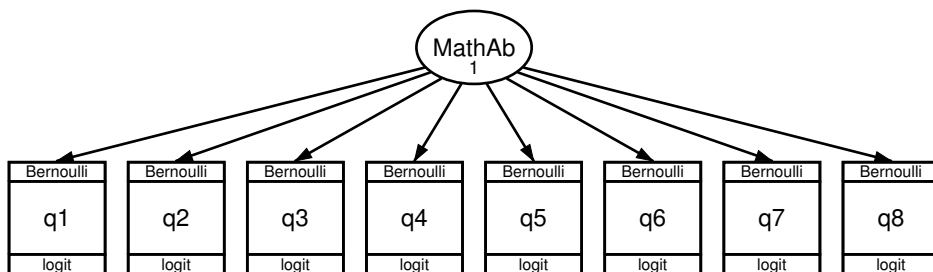 MathAb
1
Bernoulli Bernoulli Bernoulli Bernoulli Bernoulli Bernoulli Bernoulli Bernoulli
q1 q2 q3 q4 q5 q6 q7 q8
logit logit logit logit logit logit logit logit